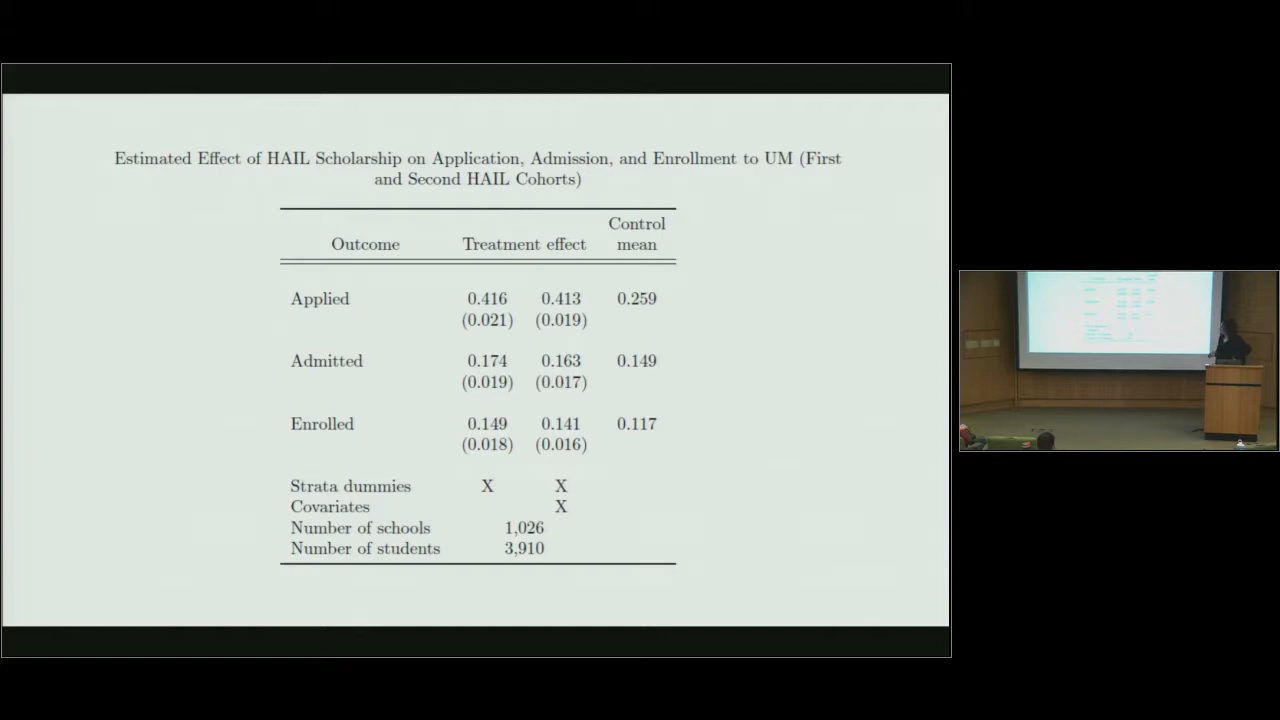 Estimated Effect of HAIL Scholarship on Application, Admission, and Enrollment to UM (First
and Second HAIL Cohorts)
Control
Outcome Treatment effect mean
Applied 0.416 0.413 0.259
(0.021) (0.019)
Admitted 0.174 0.163 0.149
(0.019) (0.017)
Enrolled 0.149 0.141 0.117
(0.018) (0.016)
Strata dummies X X
Covariates X
Number of schools 1,026
Number of students 3,910